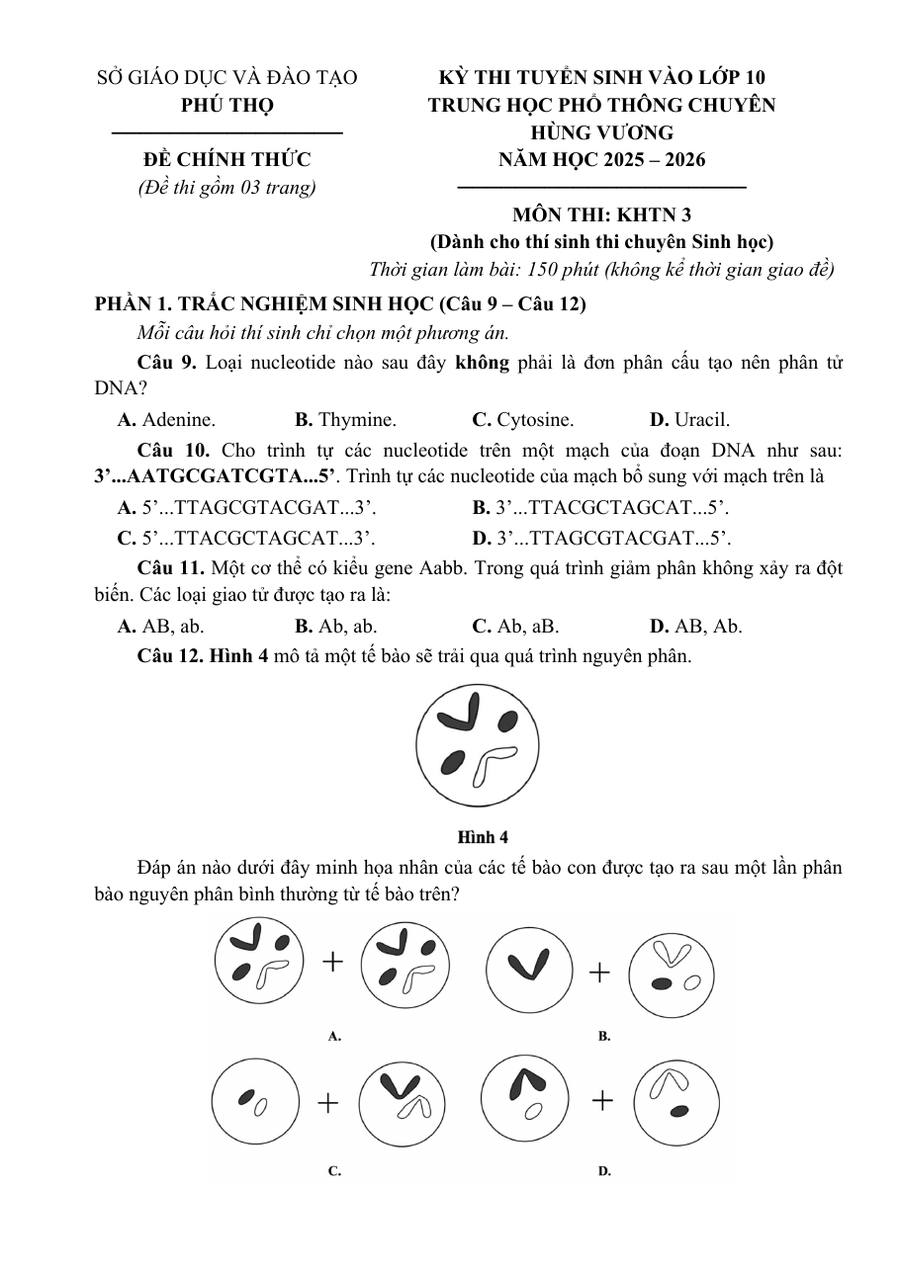 SỞ GIÁO DỤC VÀ ĐÀO TẠO
PHÚ THỌ
ĐỀ CHÍNH THỨC
(Đề thi gồm 03 trang)
KỲ THI TUYỂN SINH VÀO LỚP 10
TRUNG HỌC PHỔ THÔNG CHUYÊN
HÙNG VƯƠNG
NĂM HỌC 2025 – 2026
MÔN THI: KHTN 3
(Dành cho thí sinh thi chuyên Sinh học)
Thời gian làm bài: 150 phút (không kể thời gian giao đề)
PHẦN 1. TRẮC NGHIỆM SINH HỌC (Câu 9 – Câu 12)
Mỗi câu hỏi thí sinh chỉ chọn một phương án.
Câu 9. Loại nucleotide nào sau đây không phải là đơn phân cấu tạo nên phân tử
DNA?
A. Adenine. B. Thymine. C. Cytosine. D. Uracil.
Câu 10. Cho trình tự các nucleotide trên một mạch của đoạn DNA như sau:
3’...AATGCGATCGTA...5’. Trình tự các nucleotide của mạch bổ sung với mạch trên là
A. 5’...TTAGCGTACGAT...3’. B. 3’...TTACGCTAGCAT...5’.
C. 5’...TTACGCTAGCAT...3’. D. 3’...TTAGCGTACGAT...5’.
Câu 11. Một cơ thể có kiểu gene Aabb. Trong quá trình giảm phân không xảy ra đột
biến. Các loại giao tử được tạo ra là:
A. AB, ab. B. Ab, ab. C. Ab, aB. D. AB, Ab.
Câu 12. Hình 4 mô tả một tế bào sẽ trải qua quá trình nguyên phân.
Hình 4
Đáp án nào dưới đây minh họa nhân của các tế bào con được tạo ra sau một lần phân
bào nguyên phân bình thường từ tế bào trên?
+ +
A. B.
+ +
C. D.